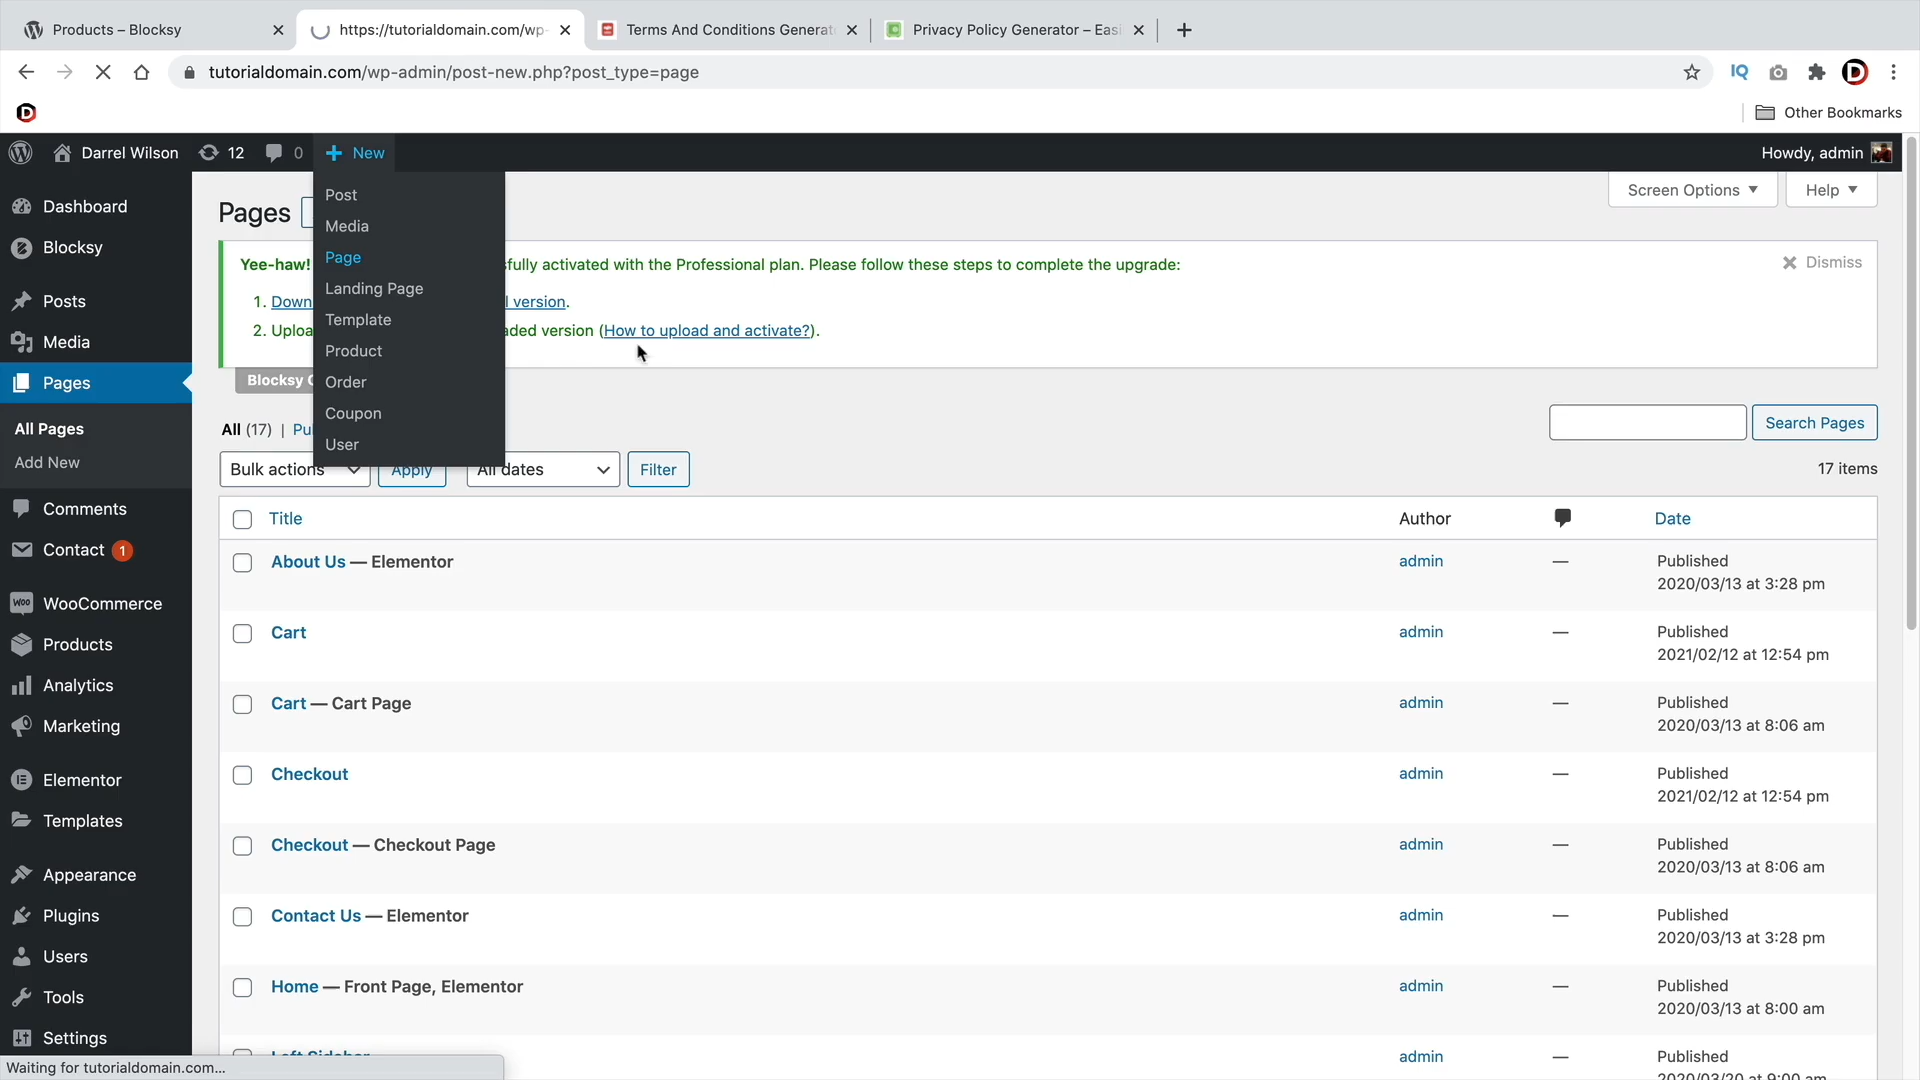 Products – Blocksy
https://tutorialdomain.com/wp-
Terms And Conditions Generat
Privacy Policy Generator – Easi
tutorialdomain.com/wp-admin/post-new.php?post_type=page
IQ
D
D
Other Bookmarks
Darrel Wilson
12
0
+ New
Howdy, admin
Dashboard
Blocksy
Posts
Media
Pages
All Pages
Add New
Comments
Contact 1
WooCommerce
Products
Analytics
Marketing
Elementor
Templates
Appearance
Plugins
Users
Tools
Settings
Post
Media
Page
Landing Page
Template
Product
Order
Coupon
User
Screen Options
Help
Pages
Yee-haw! sfully activated with the Professional plan. Please follow these steps to complete the upgrade:
Dismiss
1. Down l version.
2. Uploa aded version (How to upload and activate?).
Blocksy
All (17) | Pu
Search Pages
Bulk actions
Apply
All dates
Filter
17 items
Title Author Date
About Us — Elementor admin — Published
2020/03/13 at 3:28 pm
Cart admin — Published
2021/02/12 at 12:54 pm
Cart — Cart Page admin — Published
2020/03/13 at 8:06 am
Checkout admin — Published
2021/02/12 at 12:54 pm
Checkout — Checkout Page admin — Published
2020/03/13 at 8:06 am
Contact Us — Elementor admin — Published
2020/03/13 at 3:28 pm
Home — Front Page, Elementor admin — Published
2020/03/13 at 8:00 am
Left Sidebar admin — Published
2020/03/20 at 9:00 am
Waiting for tutorialdomain.com...